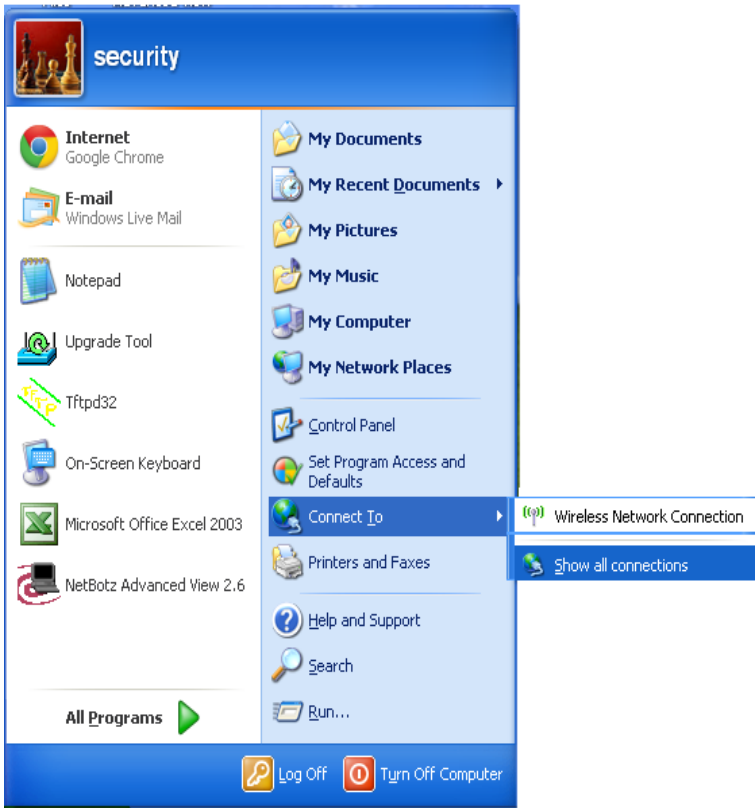 security
Internet
Google Chrome
E-mail
Windows Live Mail
Notepad
Upgrade Tool
Tftpd32
On-Screen Keyboard
Microsoft Office Excel 2003
NetBotz Advanced View 2.6
All Programs
My Documents
My Recent Documents
My Pictures
My Music
My Computer
My Network Places
Control Panel
Set Program Access and
Defaults
Connect To
Printers and Faxes
Help and Support
Search
Run...
Wireless Network Connection
Show all connections
Log Off
Turn Off Computer